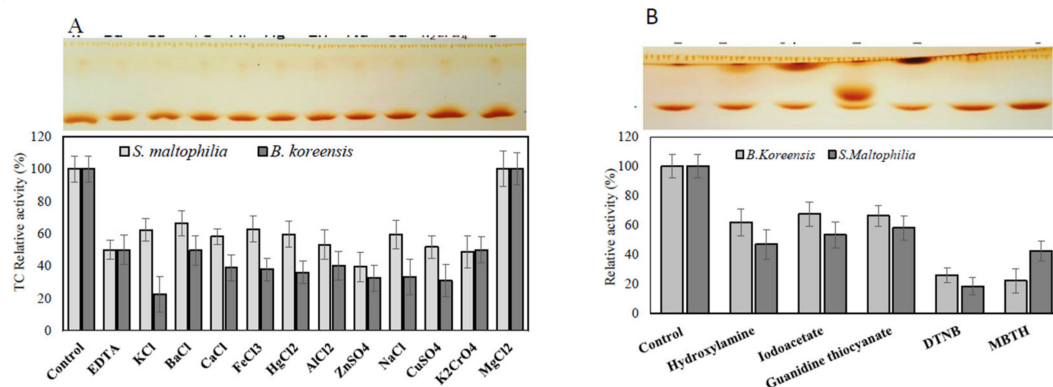 A
B
120
100
80
60
40
20
0
TC Relative activity (%)
S. maltophilia
B. koreensis
Control
EDTA
KCl
BaCl
CaCl
FeCl3
HgCl2
AlCl2
ZnSO4
NaCl
CuSO4
K2CrO4
MgCl2
120
100
80
60
40
20
0
Relative activity (%)
B.Koreensis
S.Maltophilia
Control
Hydroxylamine
Iodoacetate
Guanidine thiocyanate
DTNB
MBTH